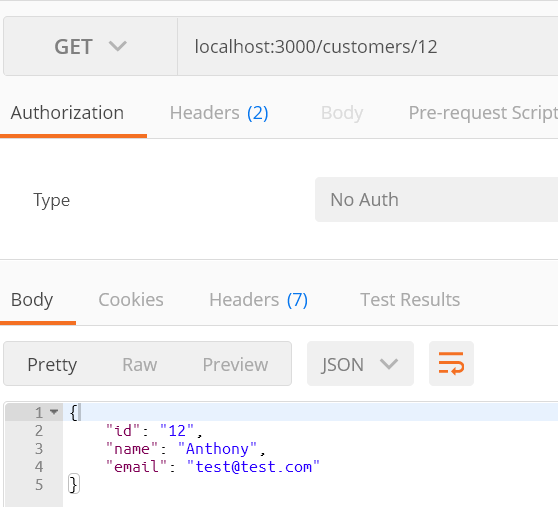 GET localhost:3000/customers/12
Authorization Headers (2) Body Pre-request Script
Type No Auth
Body Cookies Headers (7) Test Results
Pretty Raw Preview JSON
1 {
2 "id": "12",
3 "name": "Anthony",
4 "email": "test@test.com"
5 }